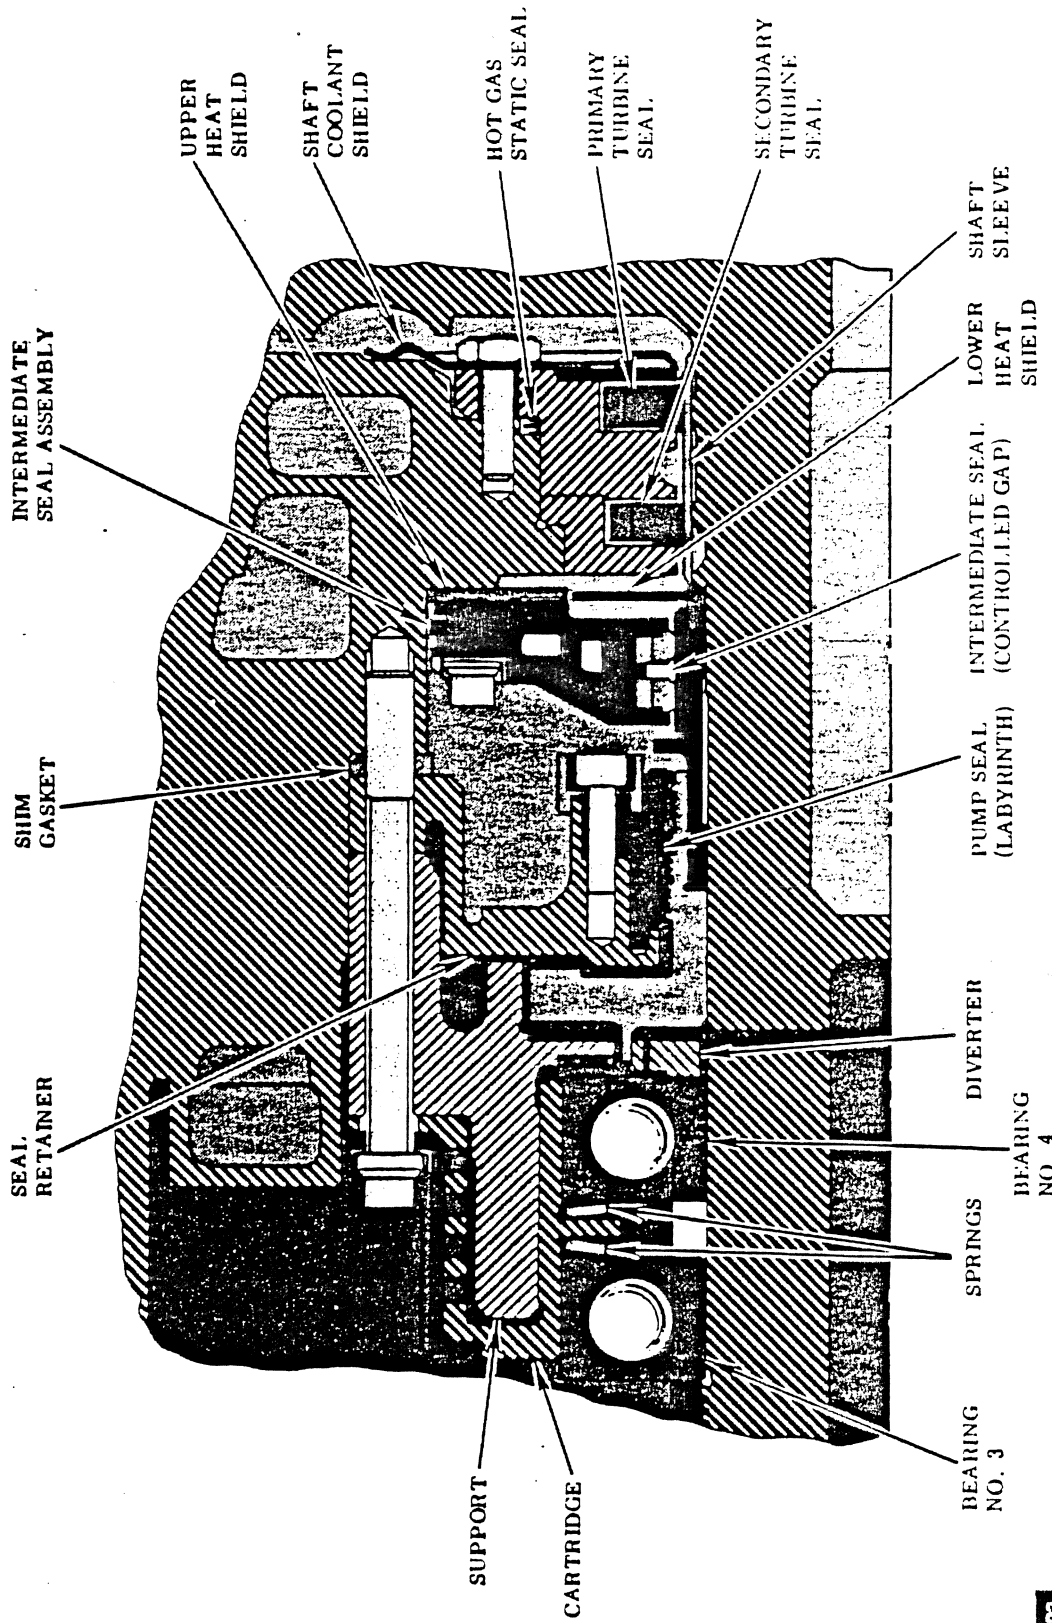 SUPPORT
CARTRIDGE
SEAL
RETAINER
SHIM
GASKET
INTERMEDIATE
SEAL ASSEMBLY
UPPER
HEAT
SHIELD
SHAFT
COOLANT
SHIELD
HOT GAS
STATIC SEAL
PRIMARY
TURBINE
SEAL
SECONDARY
TURBINE
SEAL
BEARING
NO. 3
SPRINGS
BEARING
NO. 4
DIVERTER
PUMP SEAL
(LABYRINTH)
INTERMEDIATE SEAL
(CONTROLLED GAP)
LOWER
HEAT
SHIELD
SHAFT
SLEEVE